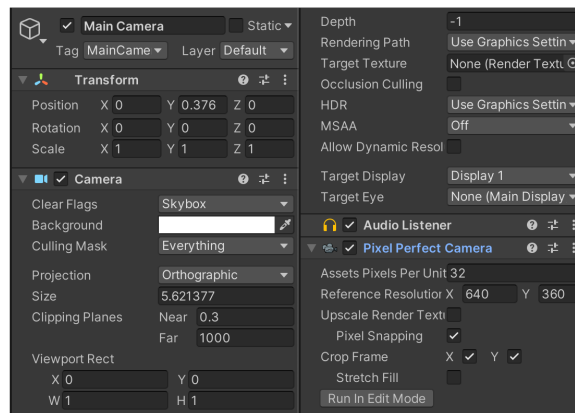 Main Camera
Static
Tag MainCame Layer Default
Transform
Position X 0 Y 0.376 Z 0
Rotation X 0 Y 0 Z 0
Scale X 1 Y 1 Z 1
Camera
Clear Flags Skybox
Background
Culling Mask Everything
Projection Orthographic
Size 5.621377
Clipping Planes Near 0.3
Far 1000
Viewport Rect
X 0 Y 0
W 1 H 1
Depth -1
Rendering Path Use Graphics Settin
Target Texture None (Render Textu
Occlusion Culling
HDR Use Graphics Settin
MSAA Off
Allow Dynamic Resol
Target Display Display 1
Target Eye None (Main Display
Audio Listener
Pixel Perfect Camera
Assets Pixels Per Unit 32
Reference Resolution X 640 Y 360
Upscale Render Textu
Pixel Snapping
Crop Frame X Y
Stretch Fill
Run In Edit Mode